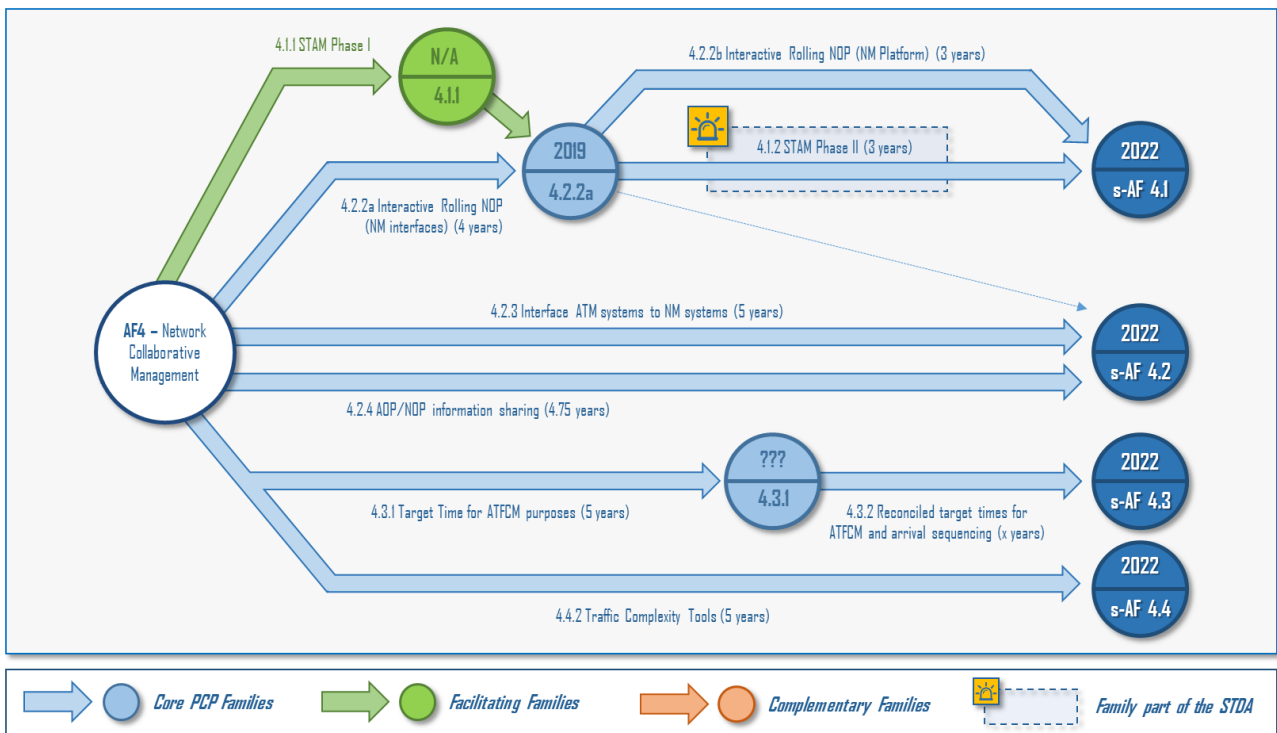 4.1.1 STAM Phase I
N/A
4.1.1
4.2.2b Interactive Rolling NOP (NM Platform) (3 years)
2019
4.2.2a
4.1.2 STAM Phase II (3 years)
2022
s-AF 4.1
4.2.2a Interactive Rolling NOP
(NM interfaces) (4 years)
AF4 – Network
Collaborative
Management
4.2.3 Interface ATM systems to NM systems (5 years)
2022
s-AF 4.2
4.2.4 AOP/NOP information sharing (4.75 years)
???
4.3.1
2022
s-AF 4.3
4.3.1 Target Time for ATFCM purposes (5 years)
4.3.2 Reconciled target times for
ATFCM and arrival sequencing (x years)
2022
s-AF 4.4
4.4.2 Traffic Complexity Tools (5 years)
Core PCP Families
Facilitating Families
Complementary Families
Family part of the STDA